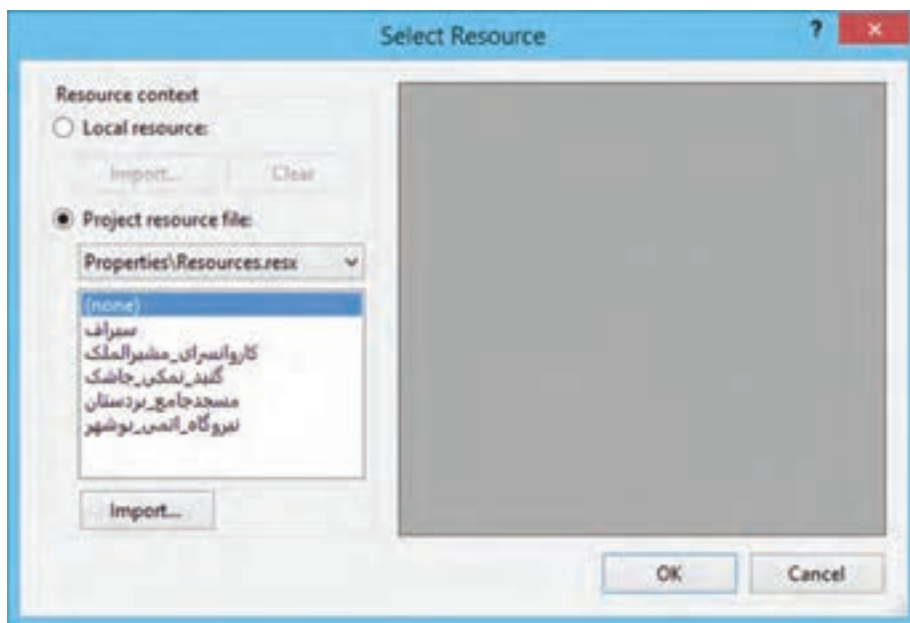 Select Resource
?
Resource context
Local resource:
Import...
Clear
Project resource file:
Properties\Resources.resx
(none)
سیراف
کاروانسرای_مشیرالملک
گنبد_نمکی_جاشک
مسجدجامع_بردستان
نیروگاه_اتمی_بوشهر
Import...
OK
Cancel